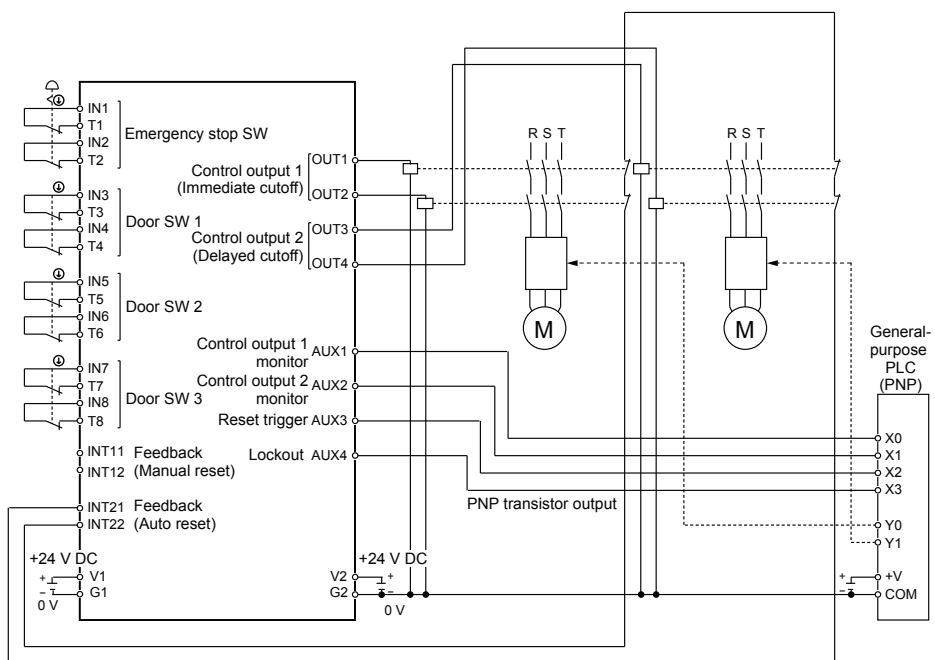 IN1
T1
IN2
T2
Emergency stop SW
IN3
T3
IN4
T4
Door SW 1
IN5
T5
IN6
T6
Door SW 2
IN7
T7
IN8
T8
Door SW 3
INT11
INT12
Feedback
(Manual reset)
INT21
INT22
Feedback
(Auto reset)
+24 V DC
+
−
V1
G1
0 V
Control output 1
(Immediate cutoff)
OUT1
OUT2
Control output 2
(Delayed cutoff)
OUT3
OUT4
Control output 1
monitor
AUX1
Control output 2
monitor
AUX2
Reset trigger AUX3
Lockout AUX4
+24 V DC
V2
G2
+
−
0 V
R S T
M
R S T
M
PNP transistor output
General-
purpose
PLC
(PNP)
X0
X1
X2
X3
Y0
Y1
+
−
+V
COM